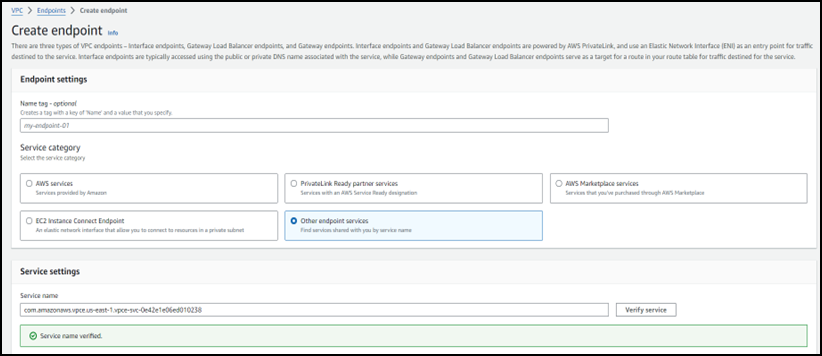 VPC > Endpoints > Create endpoint
Create endpoint Info
There are three types of VPC endpoints – Interface endpoints, Gateway Load Balancer endpoints, and Gateway endpoints. Interface endpoints and Gateway Load Balancer endpoints are powered by AWS PrivateLink, and use an Elastic Network Interface (ENI) as an entry point for traffic
destined to the service. Interface endpoints are typically accessed using the public or private DNS name associated with the service, while Gateway endpoints and Gateway Load Balancer endpoints serve as a target for a route in your route table for traffic destined for the service.
Endpoint settings
Name tag - optional
Creates a tag with a key of 'Name' and a value that you specify.
my-endpoint-01
Service category
Select the service category
AWS services
Services provided by Amazon
PrivateLink Ready partner services
Services with an AWS Service Ready designation
AWS Marketplace services
Services that you've purchased through AWS Marketplace
EC2 Instance Connect Endpoint
An elastic network interface that allow you to connect to resources in a private subnet
Other endpoint services
Find services shared with you by service name
Service settings
Service name
com.amazonaws.vpce.us-east-1.vpce-svc-0e42e1e06ed010238
Verify service
Service name verified.